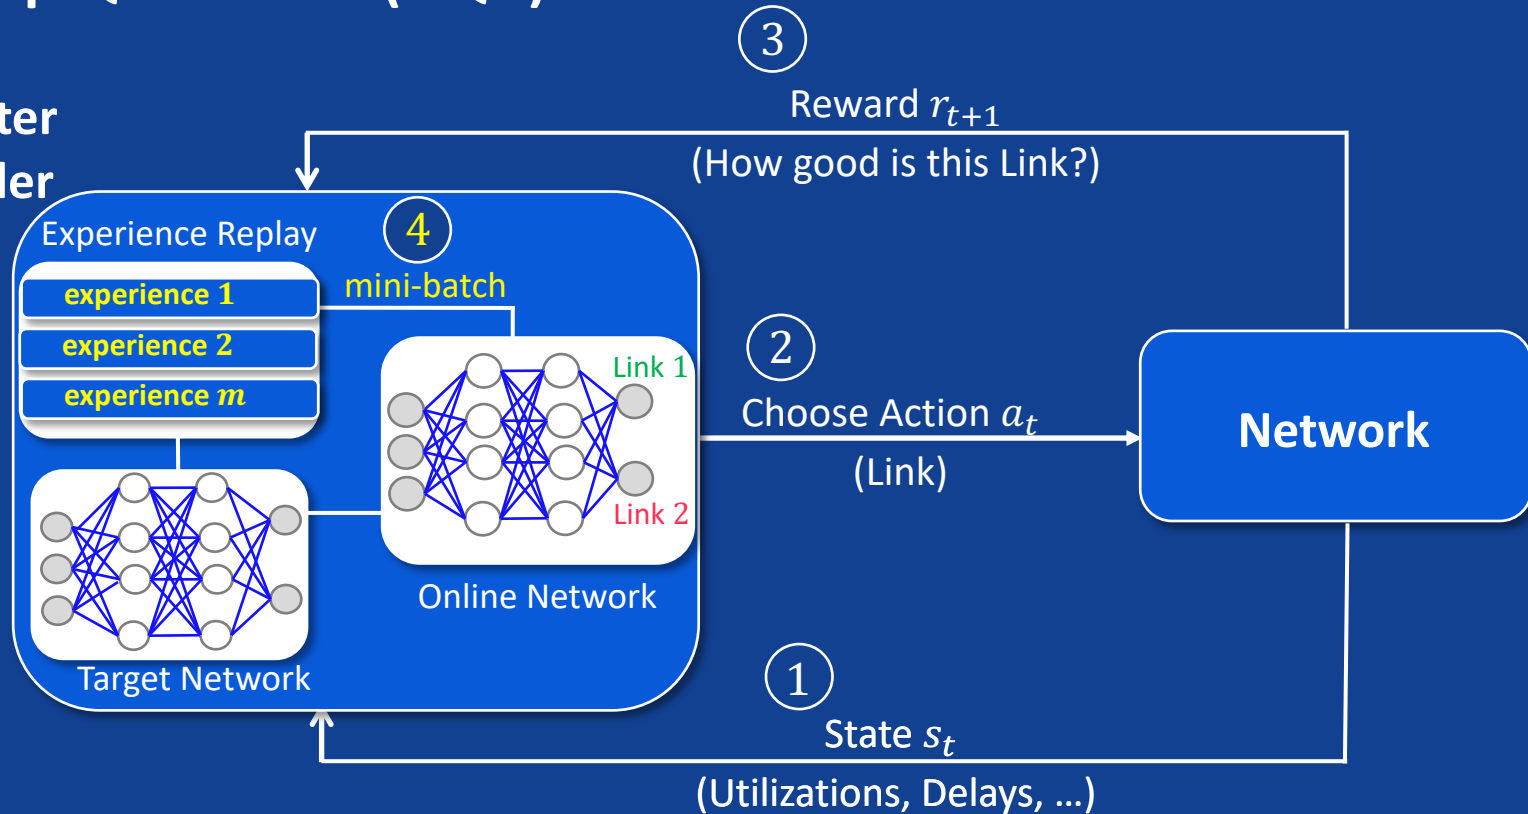 3
Reward r_{t+1}
(How good is this Link?)
Experience Replay
4
mini-batch
experience 1
experience 2
experience m
Link 1
Link 2
Online Network
Target Network
2
Choose Action a_t
(Link)
Network
1
State s_t
(Utilizations, Delays, ...)